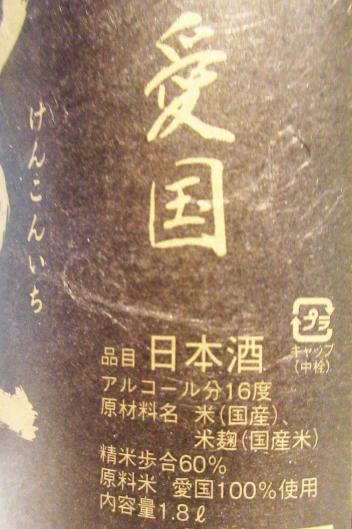 愛国
けんこんいち
プラ
キャップ
(中栓)
品目 日本酒
アルコール分16度
原材料名 米(国産)、
米麹(国産米)
精米歩合60%
原料米 愛国100%使用
内容量1.8ℓ